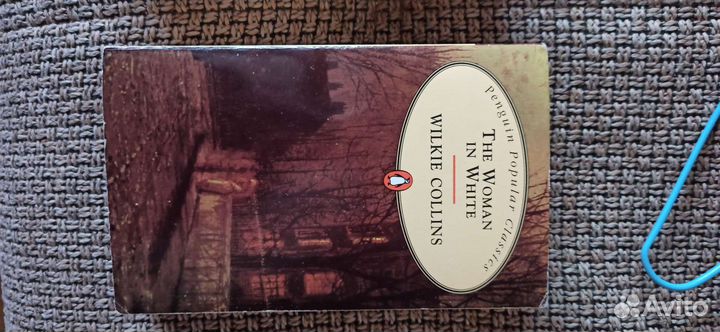 Penguin Popular Classics
THE WOMAN
IN WHITE
WILKIE COLLINS
Avito